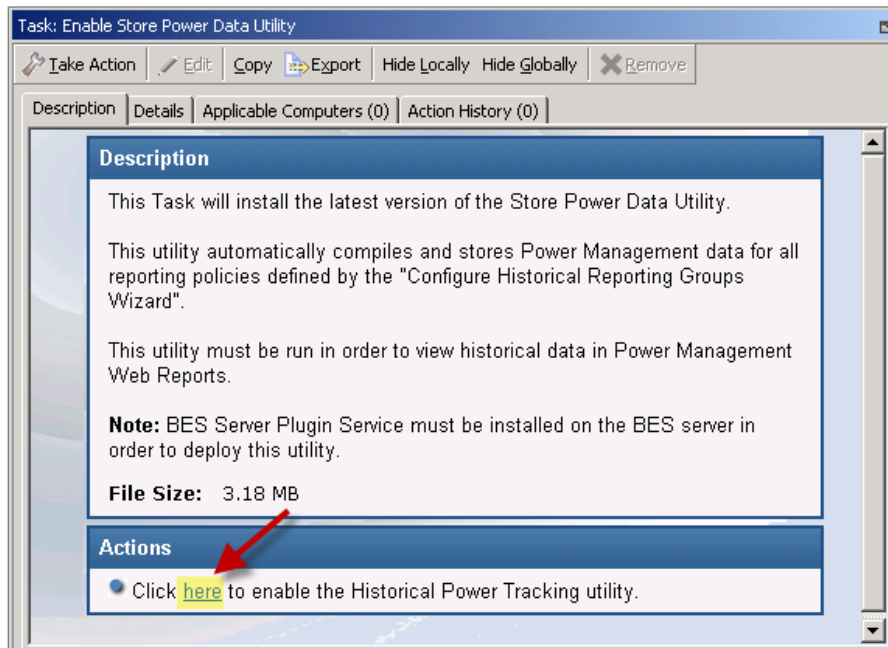 Task: Enable Store Power Data Utility
Take Action Edit Copy Export Hide Locally Hide Globally Remove
Description Details Applicable Computers (0) Action History (0)
Description
This Task will install the latest version of the Store Power Data Utility.
This utility automatically compiles and stores Power Management data for all
reporting policies defined by the "Configure Historical Reporting Groups
Wizard".
This utility must be run in order to view historical data in Power Management
Web Reports.
Note: BES Server Plugin Service must be installed on the BES server in
order to deploy this utility.
File Size: 3.18 MB
Actions
Click here to enable the Historical Power Tracking utility.